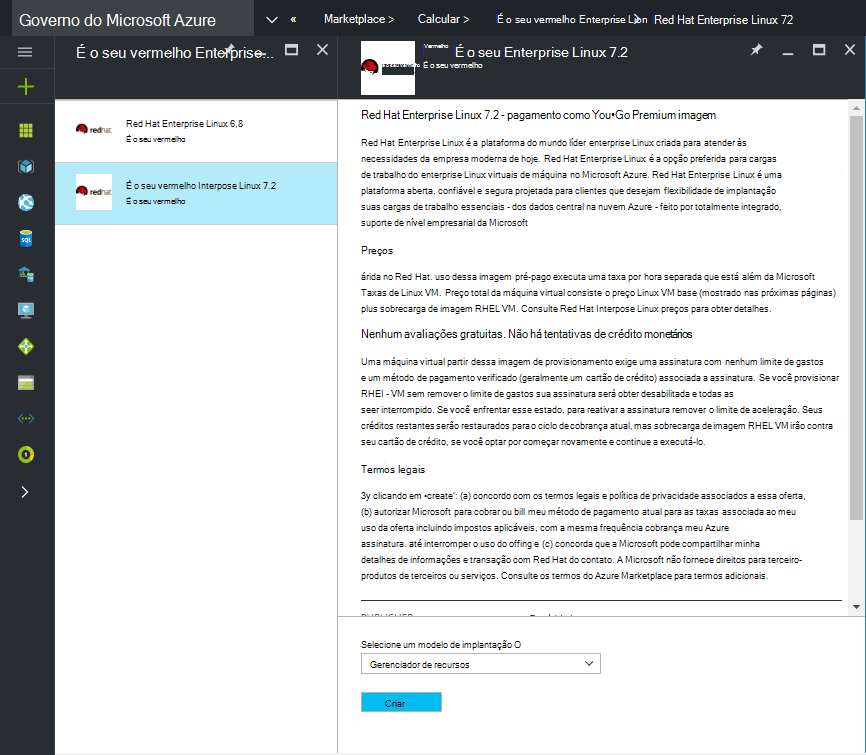 Governo do Microsoft Azure « Marketplace > Calcular > É o seu vermelho Enterprise Lion Red Hat Enterprise Linux 72
É o seu vermelho Enterprise...
Vermelho É o seu Enterprise Linux 7.2
É o seu vermelho
redhat Red Hat Enterprise Linux 6,8
É o seu vermelho
redhat É o seu vermelho Interpose Linux 7.2
É o seu vermelho
SQL
Red Hat Enterprise Linux 7.2 - pagamento como You•Go Premium imagem
Red Hat Enterprise Linux é a plataforma do mundo líder enterprise Linux criada para atender às
necessidades da empresa moderna de hoje. Red Hat Enterprise Linux é a opção preferida para cargas
de trabalho do enterprise Linux virtuais de máquina no Microsoft Azure. Red Hat Enterprise Linux é uma
plataforma aberta, confiável e segura projetada para clientes que desejam flexibilidade de implantação
suas cargas de trabalho essenciais - dos dados central na nuvem Azure - feito por totalmente integrado,
suporte de nível empresarial da Microsoft
Preços
árida no Red Hat. uso dessa imagem pré-pago executa uma taxa por hora separada que está além da Microsoft
Taxas de Linux VM. Preço total da máquina virtual consiste o preço Linux VM base (mostrado nas próximas páginas)
plus sobrecarga de imagem RHEL VM. Consulte Red Hat Interpose Linux preços para obter detalhes.
Nenhum avaliações gratuitas. Não há tentativas de crédito monetários
Uma máquina virtual partir dessa imagem de provisionamento exige uma assinatura com nenhum limite de gastos
e um método de pagamento verificado (geralmente um cartão de crédito) associada a assinatura. Se você provisionar
RHEI - VM sem remover o limite de gastos sua assinatura será obter desabilitada e todas as
seer interrompido. Se você enfrentar esse estado, para reativar a assinatura remover o limite de aceleração. Seus
créditos restantes serão restaurados para o ciclo de cobrança atual, mas sobrecarga de imagem RHEL VM irão contra
seu cartão de crédito, se você optar por começar novamente e continue a executá-lo.
Termos legais
3y clicando em •create': (a) concordo com os termos legais e política de privacidade associados a essa oferta,
(b) autorizar Microsoft para cobrar ou bill meu método de pagamento atual para as taxas associada ao meu
uso da oferta incluindo impostos aplicáveis, com a mesma frequência cobrança meu Azure
assinatura. até interromper o uso do offing e (c) concorda que a Microsoft pode compartilhar minha
detalhes de informações e transação com Red Hat do contato. A Microsoft não fornece direitos para terceiro-
produtos de terceiros ou serviços. Consulte os termos do Azure Marketplace para termos adicionais.
PUBLISHER
Selecione um modelo de implantação O
Gerenciador de recursos
Criar